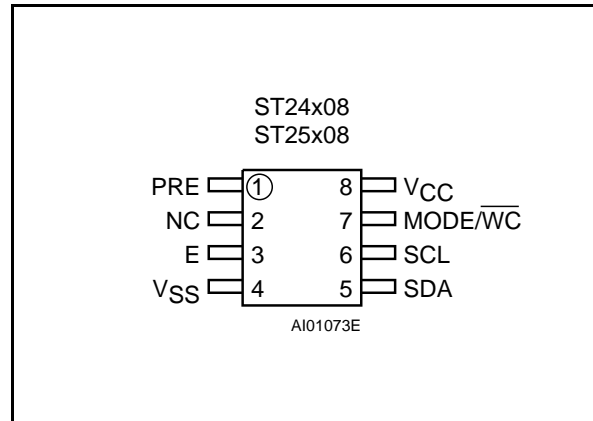 ST24x08
ST25x08
PRE 1 8 VCC
NC 2 7 MODE/WC
E 3 6 SCL
VSS 4 5 SDA
AI01073E